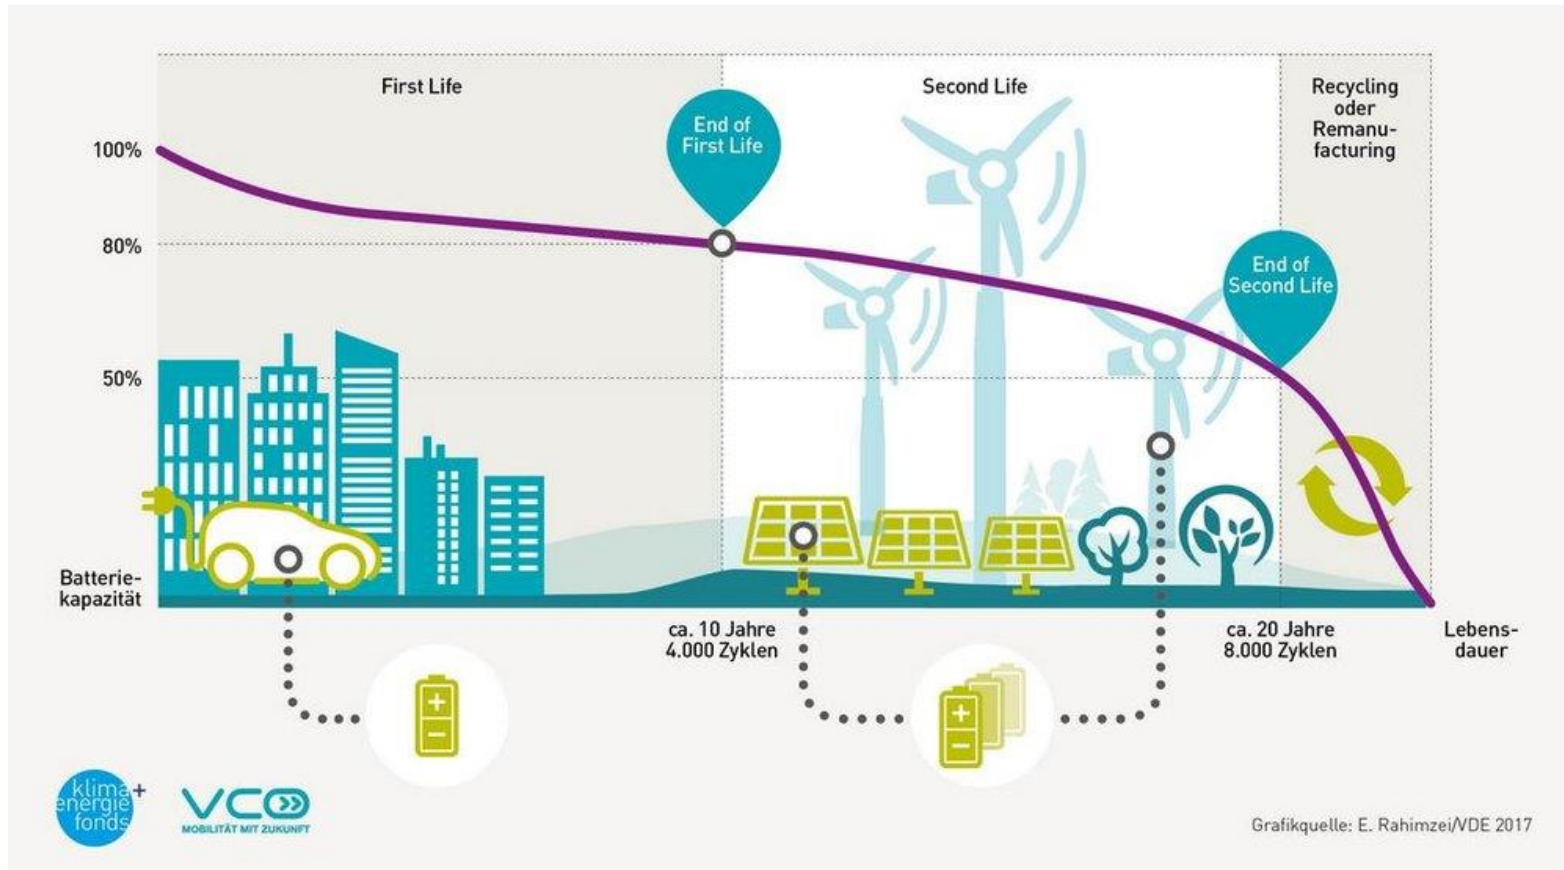 First Life
Second Life
Recycling
oder
Remanu-
facturing
End of
First Life
100%
80%
End of
Second Life
50%
Batterie-
kapazität
ca. 10 Jahre
4.000 Zyklen
ca. 20 Jahre
8.000 Zyklen
Lebens-
dauer
+
−
+
−
klima+
energie
fonds
VCO
MOBILITÄT MIT ZUKUNFT
Grafikquelle: E. Rahimzei/VDE 2017